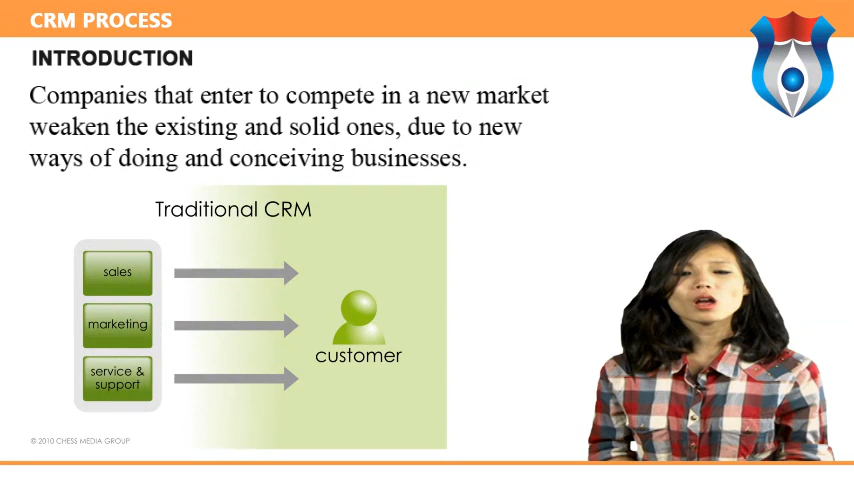 CRM PROCESS
INTRODUCTION
Companies that enter to compete in a new market
weaken the existing and solid ones, due to new
ways of doing and conceiving businesses.
Traditional CRM
sales
marketing
service &
support
customer
© 2010 CHESS MEDIA GROUP